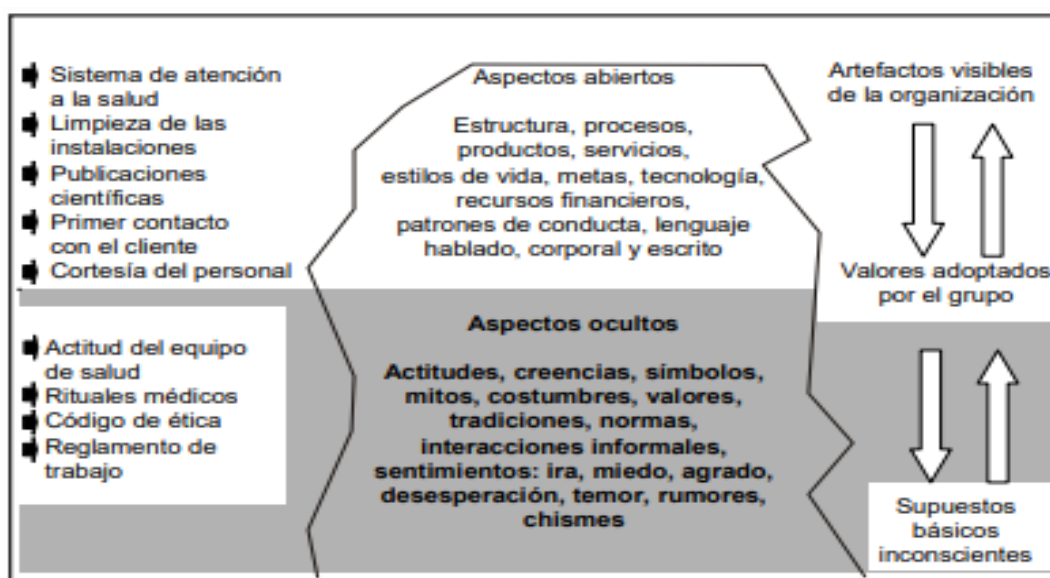 Sistema de atención
a la salud
Limpieza de las
instalaciones
Publicaciones
científicas
Primer contacto
con el cliente
Cortesía del personal
Actitud del equipo
de salud
Rituales médicos
Código de ética
Reglamento de
trabajo
Aspectos abiertos
Estructura, procesos,
productos, servicios,
estilos de vida, metas, tecnología,
recursos financieros,
patrones de conducta, lenguaje
hablado, corporal y escrito
Aspectos ocultos
Actitudes, creencias, símbolos,
mitos, costumbres, valores,
tradiciones, normas,
interacciones informales,
sentimientos: ira, miedo, agrado,
desesperación, temor, rumores,
chismes
Artefactos visibles
de la organización
Valores adoptados
por el grupo
Supuestos
básicos
inconscientes